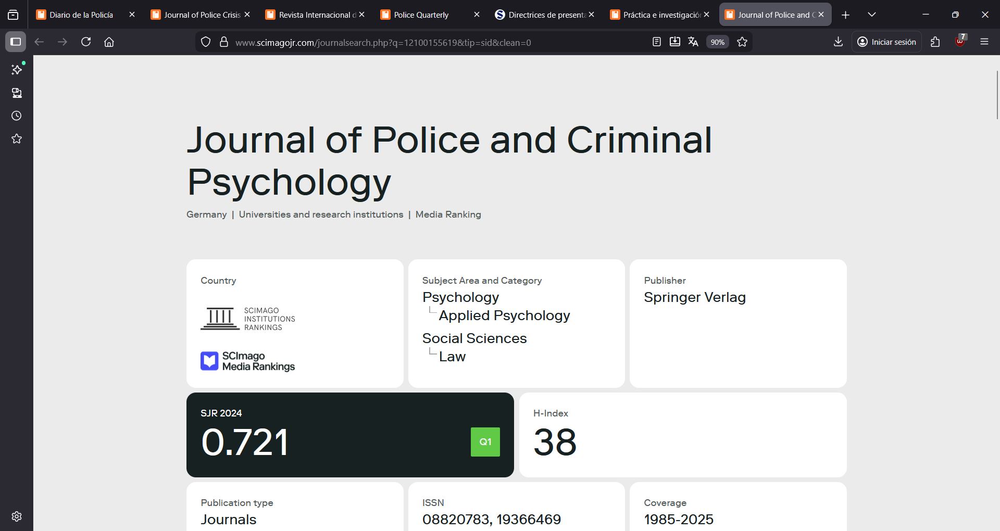 Diario de la Policía
Journal of Police Crisis
Revista Internacional d
Police Quarterly
Directrices de presenta
Práctica e investigación
Journal of Police and C
www.scimagojr.com/journalsearch.php?q=12100155619&tip=sid&clean=0
90%
Iniciar sesión
7
Journal of Police and Criminal
Psychology
Germany | Universities and research institutions | Media Ranking
Country
SCIMAGO
INSTITUTIONS
RANKINGS
SCImago
Media Rankings
Subject Area and Category
Psychology
Applied Psychology
Social Sciences
Law
Publisher
Springer Verlag
SJR 2024
0.721
Q1
H-Index
38
Publication type
Journals
ISSN
08820783, 19366469
Coverage
1985-2025